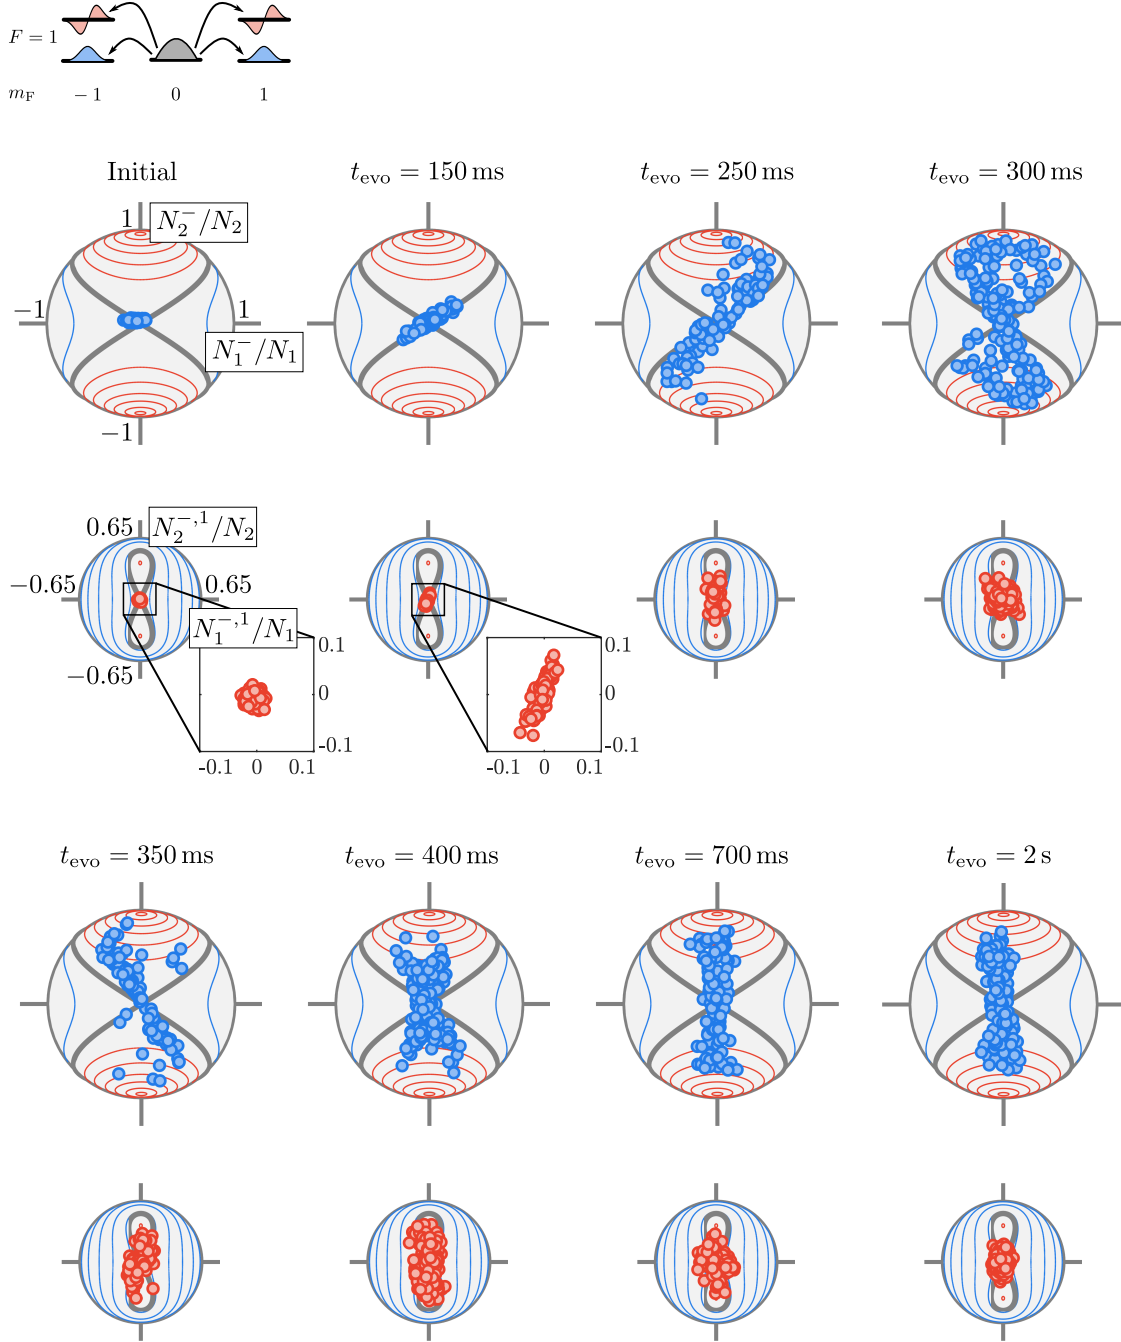 F = 1
m_F −1 0 1
Initial t_evo = 150 ms t_evo = 250 ms t_evo = 300 ms
1 N_2^-/N_2
−1 1
N_1^-/N_1
−1
0.65 N_2^{-,1}/N_2
−0.65 0.65
N_1^{-,1}/N_1
−0.65
0.1 0.1
0 0
-0.1 -0.1
-0.1 0 0.1 -0.1 0 0.1
t_evo = 350 ms t_evo = 400 ms t_evo = 700 ms t_evo = 2 s